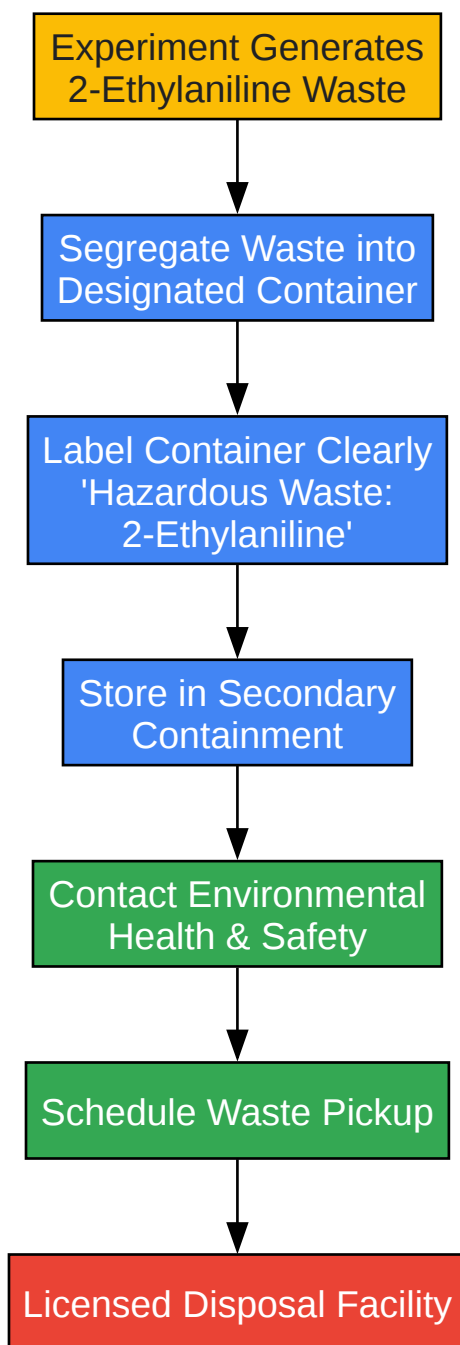 Experiment Generates
2-Ethylaniline Waste
Segregate Waste into
Designated Container
Label Container Clearly
'Hazardous Waste:
2-Ethylaniline'
Store in Secondary
Containment
Contact Environmental
Health & Safety
Schedule Waste Pickup
Licensed Disposal Facility